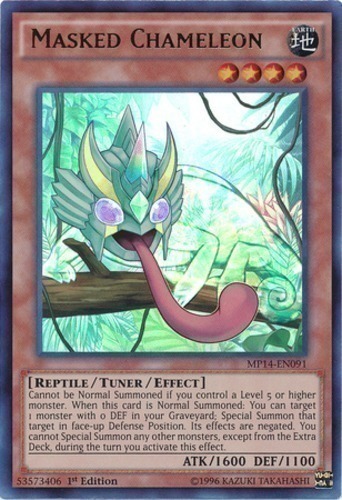 MASKED CHAMELEON
EARTH
地
MP14-EN091
[REPTILE / TUNER / EFFECT]
Cannot be Normal Summoned if you control a Level 5 or higher
monster. When this card is Normal Summoned: You can target
1 monster with 0 DEF in your Graveyard; Special Summon that
target in face-up Defense Position. Its effects are negated. You
cannot Special Summon any other monsters, except from the Extra
Deck, during the turn you activate this effect.
ATK/1600 DEF/1100
53573406 1st Edition ©1996 KAZUKI TAKAHASHI